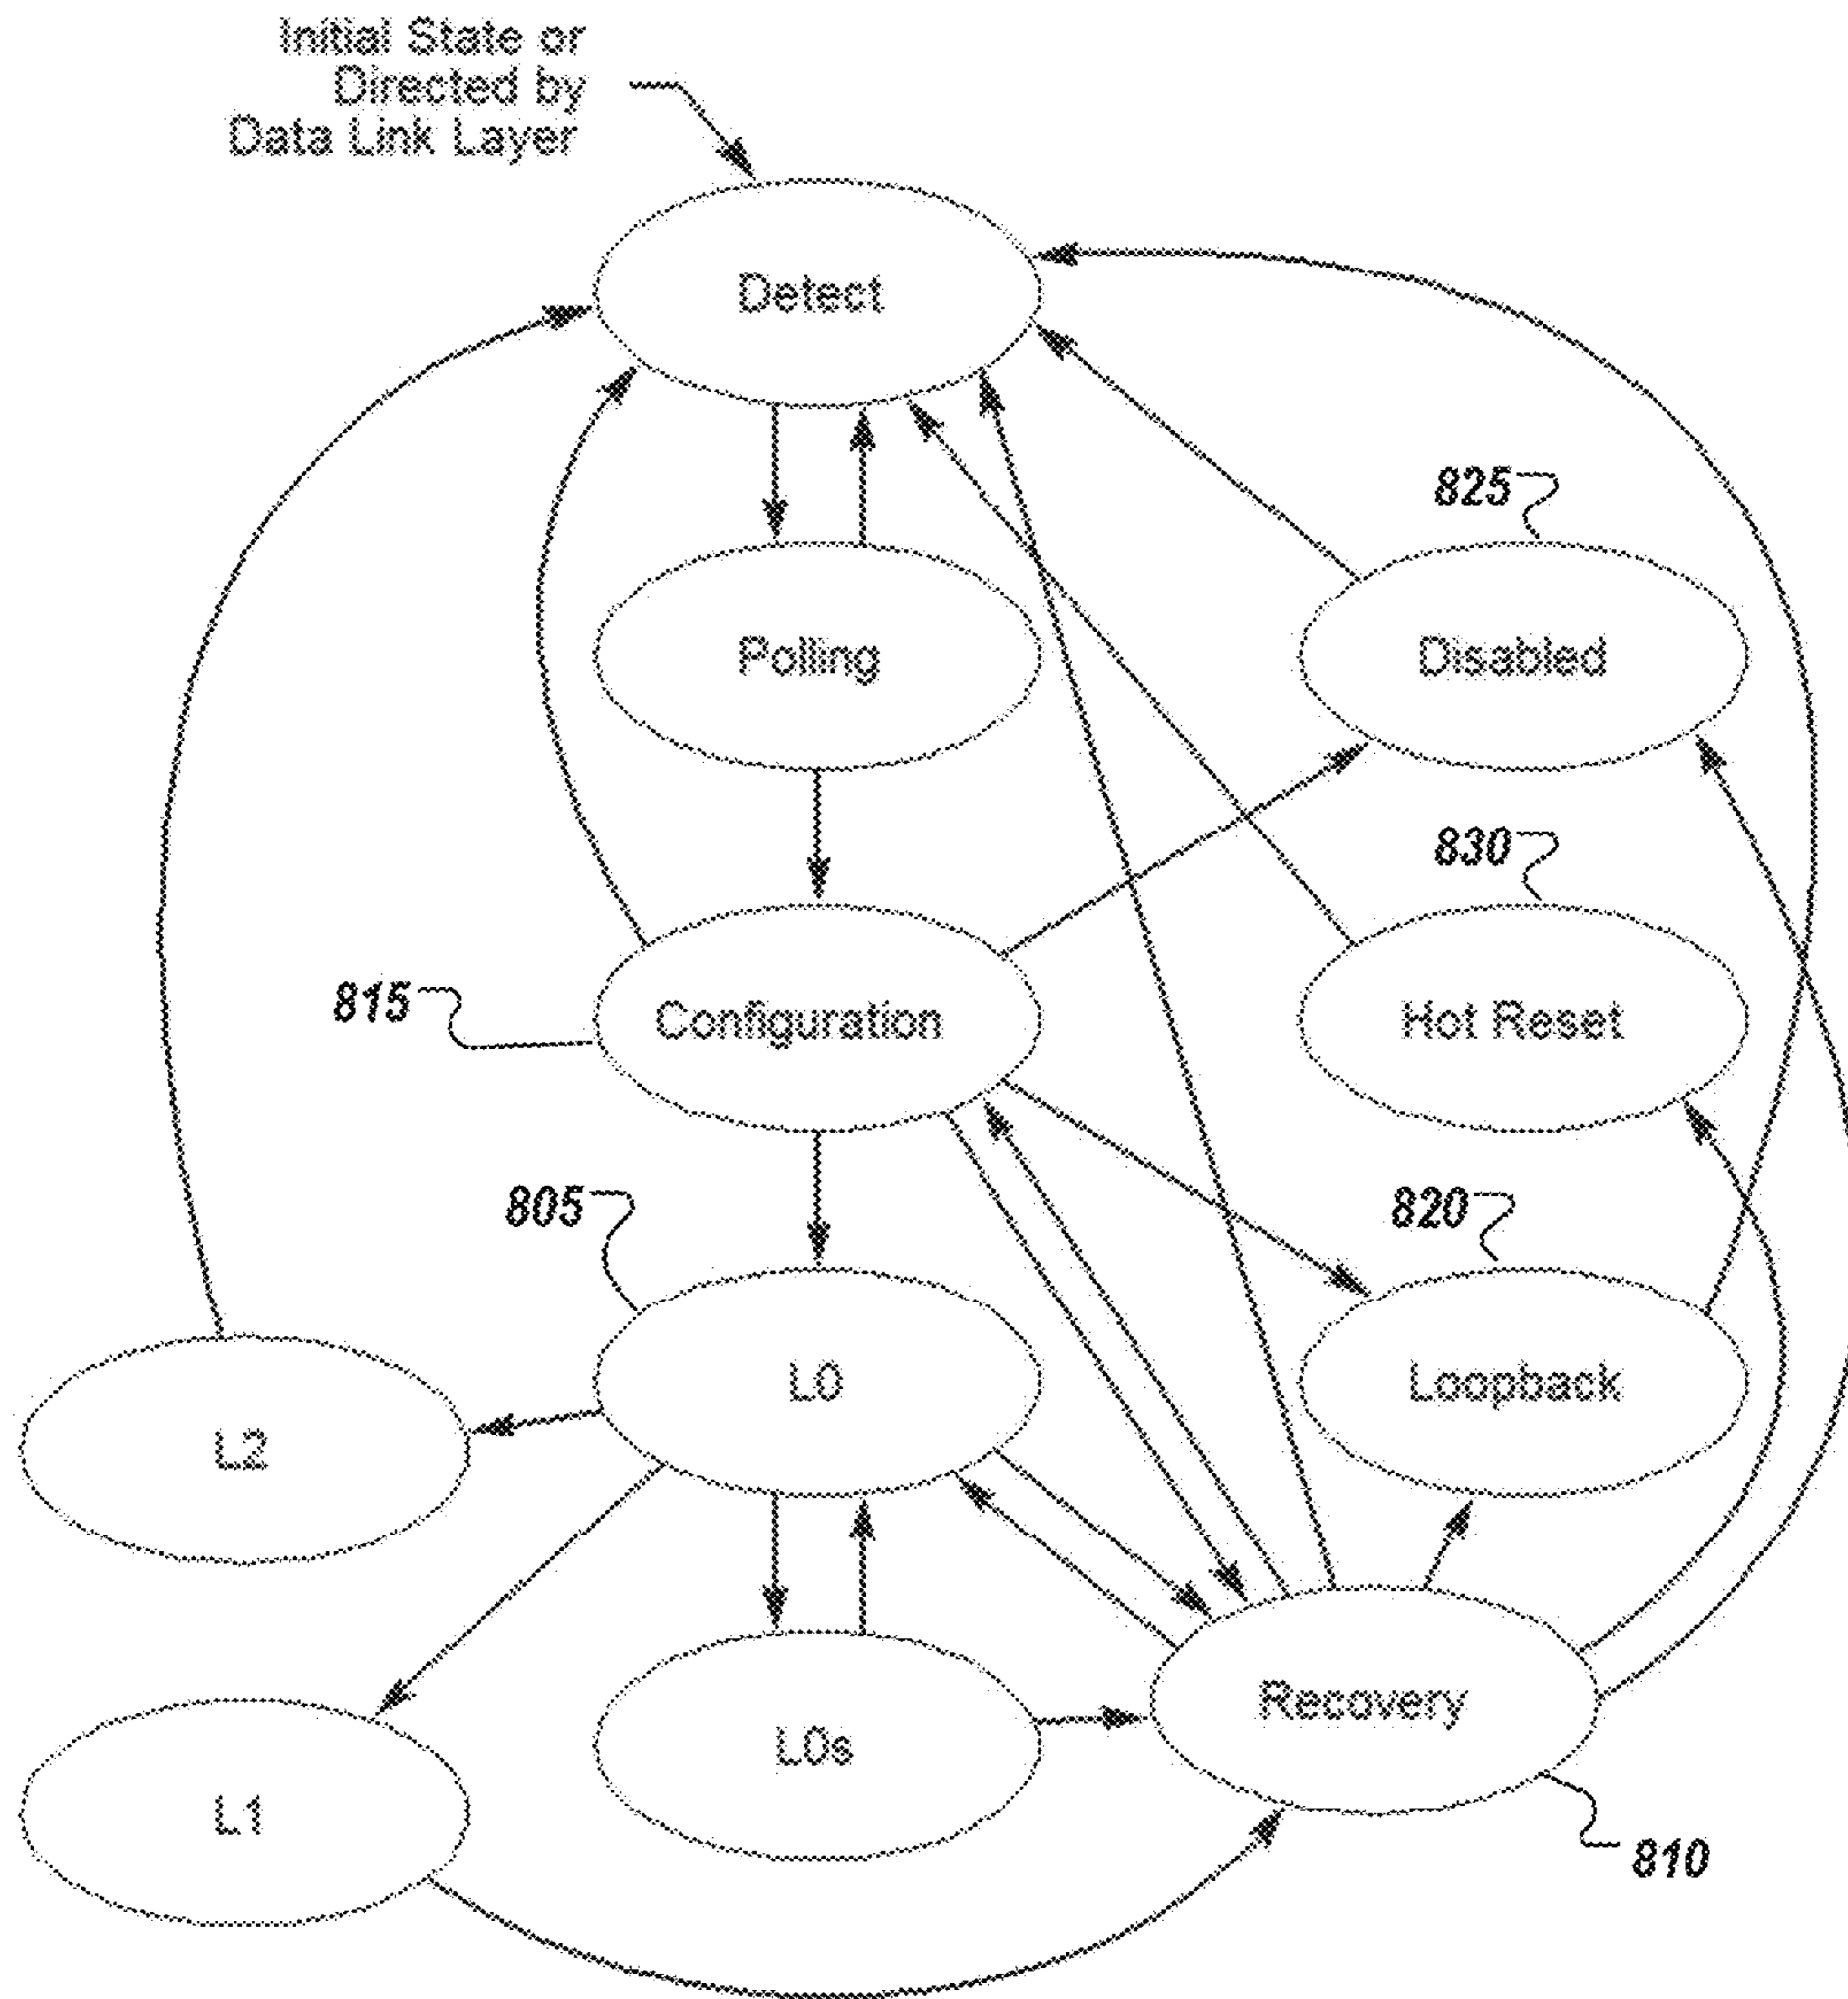 Initial State or
Directed by
Data Link Layer
Detect
825
Polling
Disabled
830
815
Configuration
Hot Reset
805
820
L0
Loopback
L2
Recovery
L0s
L1
810